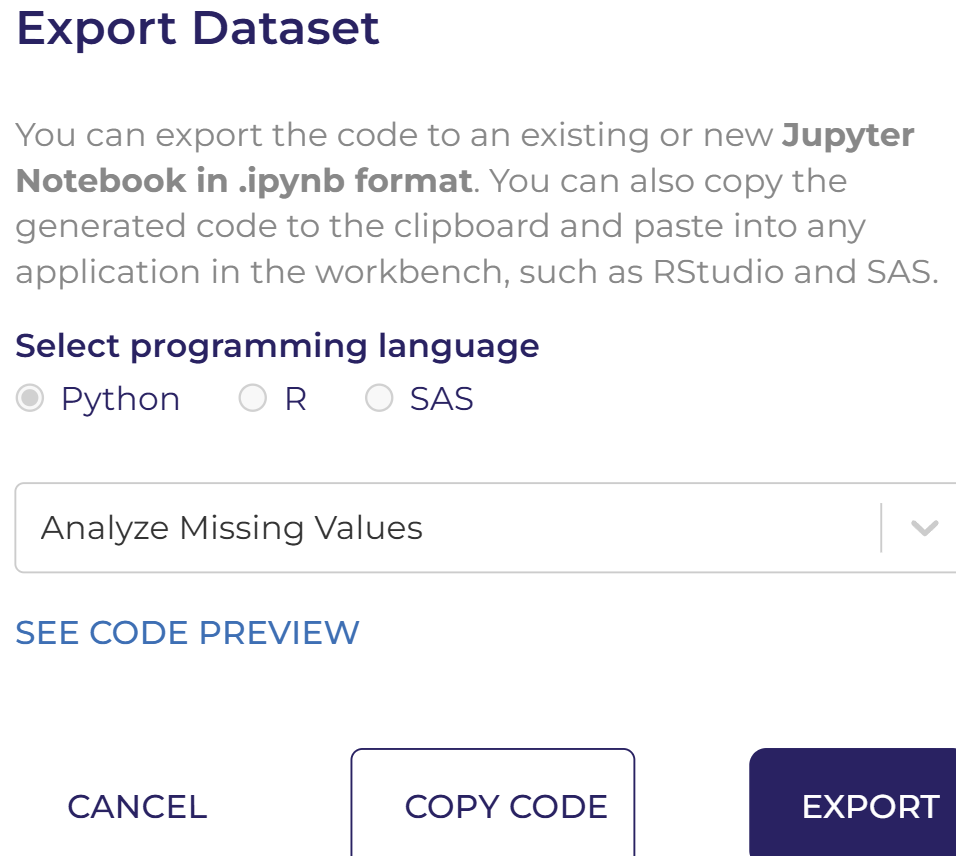 Export Dataset
You can export the code to an existing or new Jupyter
Notebook in .ipynb format. You can also copy the
generated code to the clipboard and paste into any
application in the workbench, such as RStudio and SAS.
Select programming language
Python R SAS
Analyze Missing Values
SEE CODE PREVIEW
CANCEL COPY CODE EXPORT